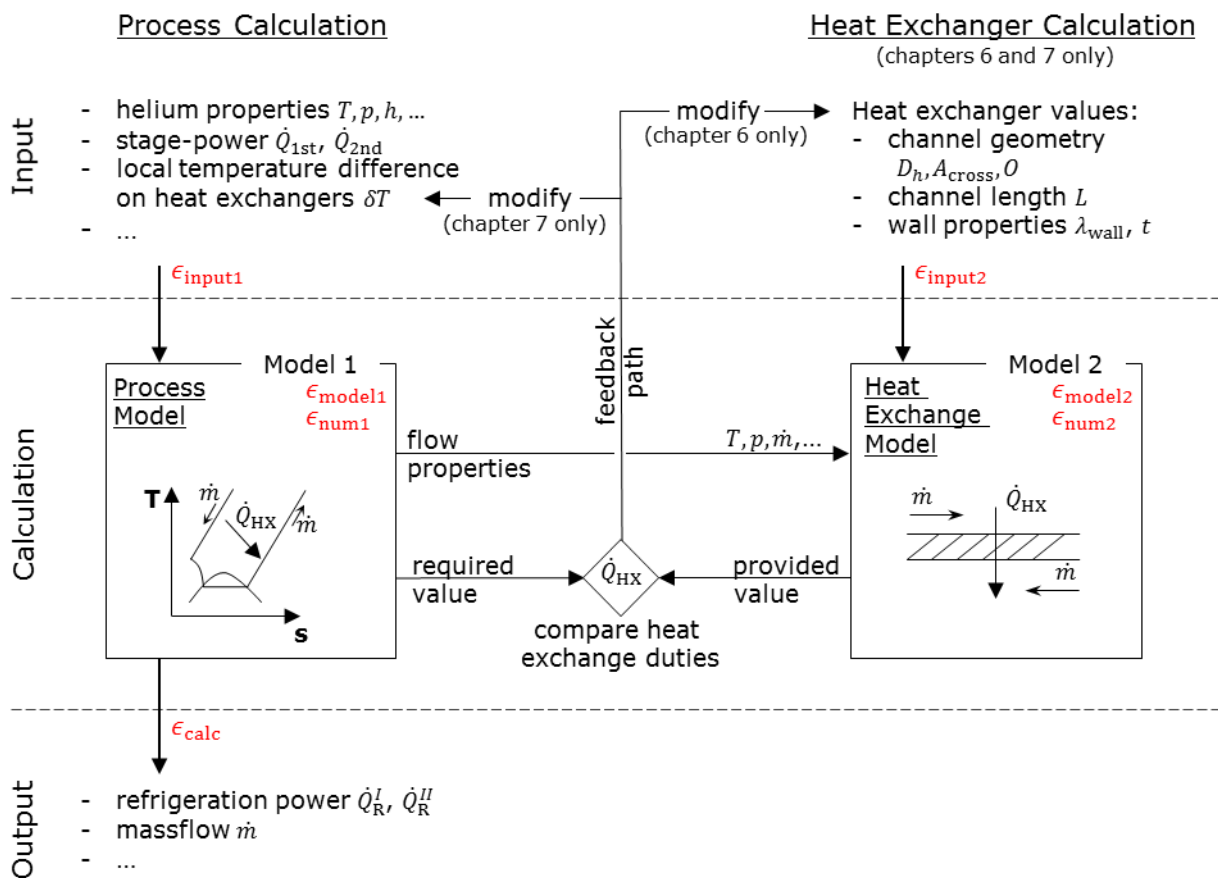 Process Calculation
Heat Exchanger Calculation
(chapters 6 and 7 only)
Input
- helium properties T, p, h, …
- stage-power Q̇1st, Q̇2nd
- local temperature difference
on heat exchangers δT
- …
modify
(chapter 6 only)
modify
(chapter 7 only)
Heat exchanger values:
- channel geometry
Dh, Across, O
- channel length L
- wall properties λwall, t
ϵinput1
ϵinput2
Calculation
Model 1
Process
Model
ϵmodel1
ϵnum1
T
ṁ
Q̇HX
ṁ
s
feedback
path
flow
properties
T, p, ṁ, …
required
value
Q̇HX
provided
value
compare heat
exchange duties
Model 2
Heat
Exchange
Model
ϵmodel2
ϵnum2
ṁ
Q̇HX
ṁ
ϵcalc
Output
- refrigeration power Q̇RI, Q̇RII
- massflow ṁ
- …